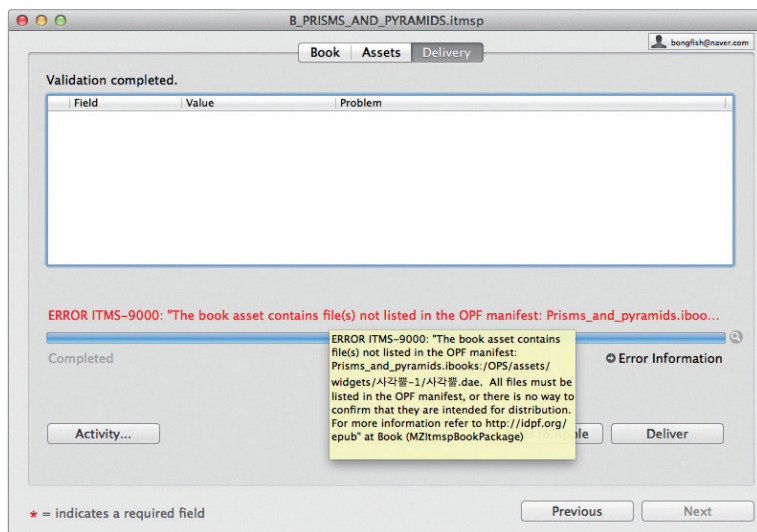 B_PRISMS_AND_PYRAMIDS.itmsp
bongfish@naver.com
Book Assets Delivery
Validation completed.
Field Value Problem
ERROR ITMS-9000: "The book asset contains file(s) not listed in the OPF manifest: Prisms_and_pyramids.iboo...
ERROR ITMS-9000: "The book asset contains
file(s) not listed in the OPF manifest:
Prisms_and_pyramids.ibooks:/OPS/assets/
widgets/사각뿔-1/사각뿔.dae. All files must be
listed in the OPF manifest, or there is no way to
confirm that they are intended for distribution.
For more information refer to http://idpf.org/
epub" at Book (MZItmspBookPackage)
Completed
Error Information
Activity...
Deliver
* = indicates a required field
Previous
Next